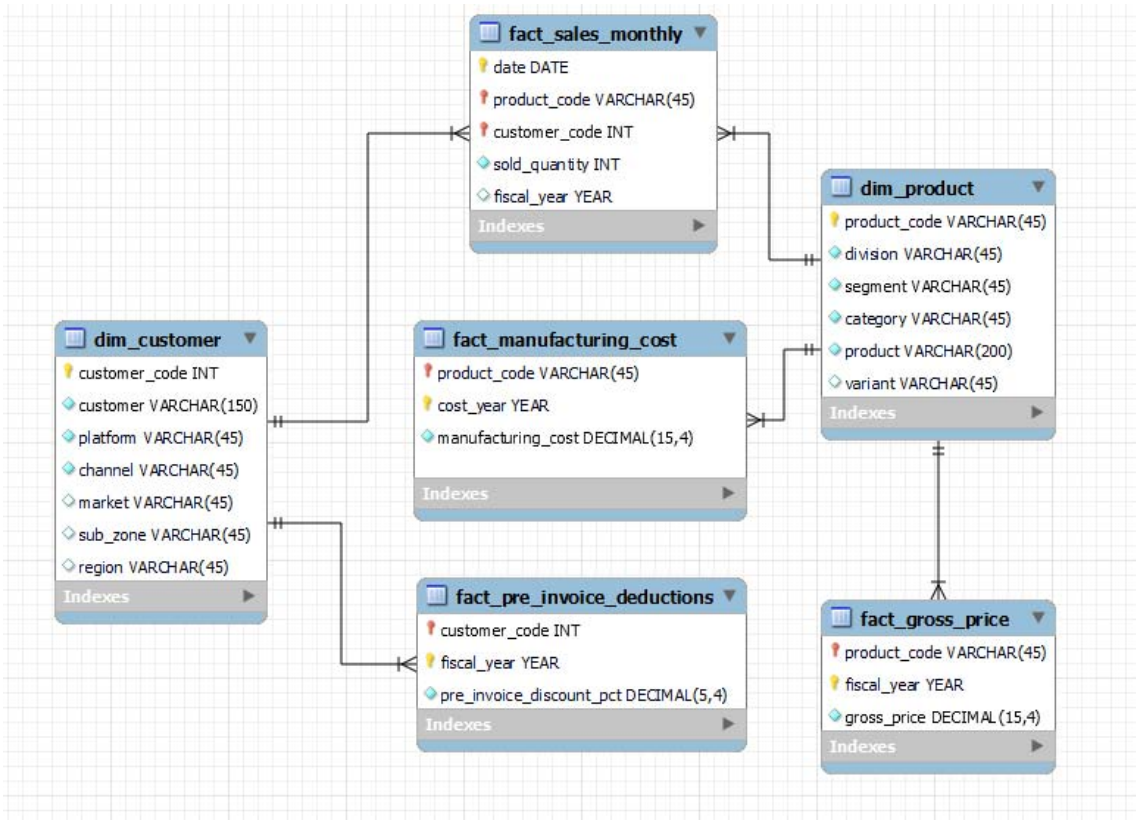 fact_sales_monthly
date DATE
product_code VARCHAR(45)
customer_code INT
sold_quantity INT
fiscal_year YEAR
Indexes
dim_product
product_code VARCHAR(45)
division VARCHAR(45)
segment VARCHAR(45)
category VARCHAR(45)
product VARCHAR(200)
variant VARCHAR(45)
Indexes
dim_customer
customer_code INT
customer VARCHAR(150)
platform VARCHAR(45)
channel VARCHAR(45)
market VARCHAR(45)
sub_zone VARCHAR(45)
region VARCHAR(45)
Indexes
fact_manufacturing_cost
product_code VARCHAR(45)
cost_year YEAR
manufacturing_cost DECIMAL(15,4)
Indexes
fact_pre_invoice_deductions
customer_code INT
fiscal_year YEAR
pre_invoice_discount_pct DECIMAL(5,4)
Indexes
fact_gross_price
product_code VARCHAR(45)
fiscal_year YEAR
gross_price DECIMAL(15,4)
Indexes